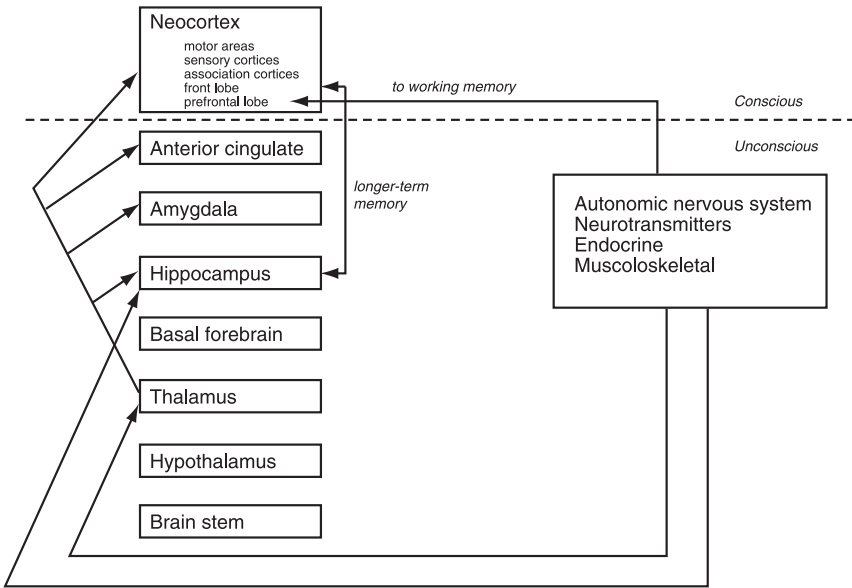 Neocortex
motor areas
sensory cortices
association cortices
front lobe
prefrontal lobe
to working memory
Conscious
Unconscious
Anterior cingulate
longer-term
memory
Amygdala
Autonomic nervous system
Neurotransmitters
Endocrine
Muscoloskeletal
Hippocampus
Basal forebrain
Thalamus
Hypothalamus
Brain stem